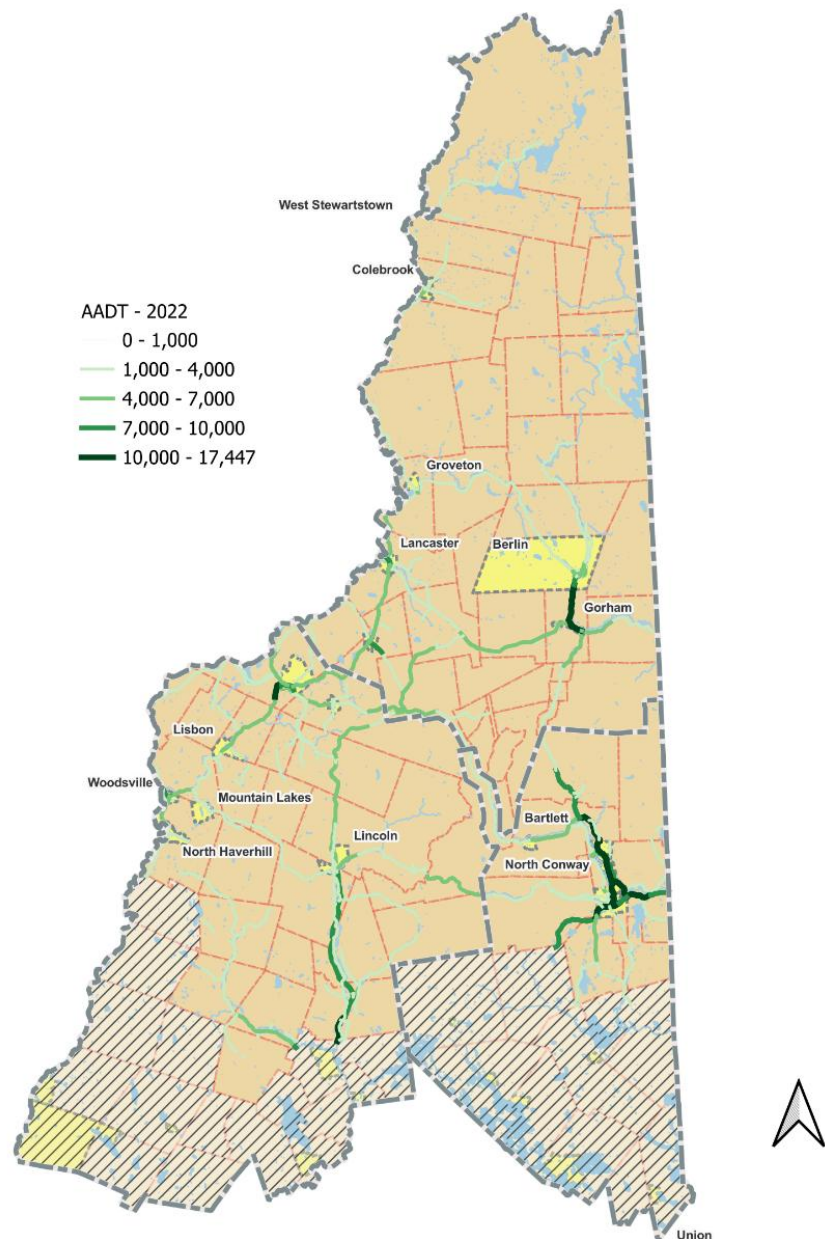 West Stewartstown
Colebrook
AADT - 2022
0 - 1,000
1,000 - 4,000
4,000 - 7,000
7,000 - 10,000
10,000 - 17,447
Groveton
Lancaster
Berlin
Gorham
Lisbon
Woodsville
Mountain Lakes
Bartlett
Lincoln
North Haverhill
North Conway
Union